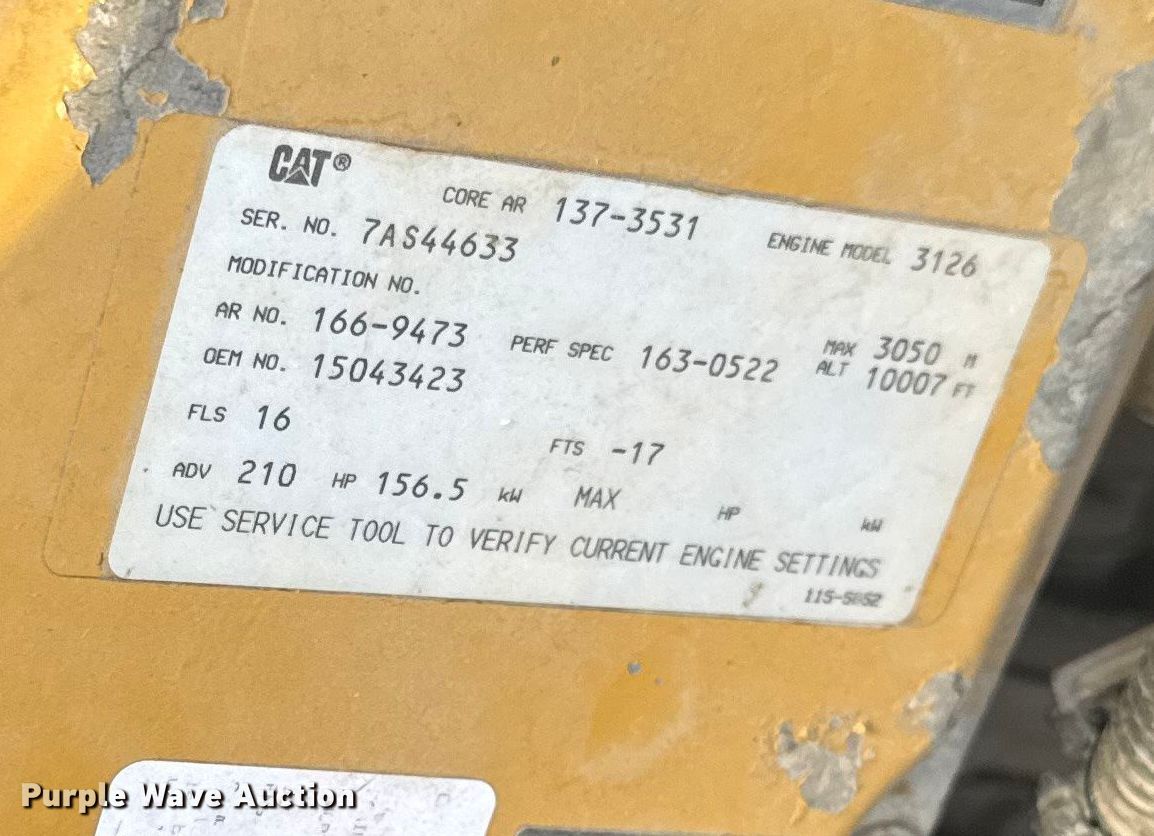 CAT®
CORE AR 137-3531
SER. NO. 7AS44633
ENGINE MODEL 3126
MODIFICATION NO.
AR NO. 166-9473 PERF SPEC 163-0522 MAX ALT 3050 M 10007 FT
OEM NO. 15043423
FLS 16 FTS -17
ADV 210 HP 156.5 kW MAX HP kW
USE SERVICE TOOL TO VERIFY CURRENT ENGINE SETTINGS
Purple Wave Auction